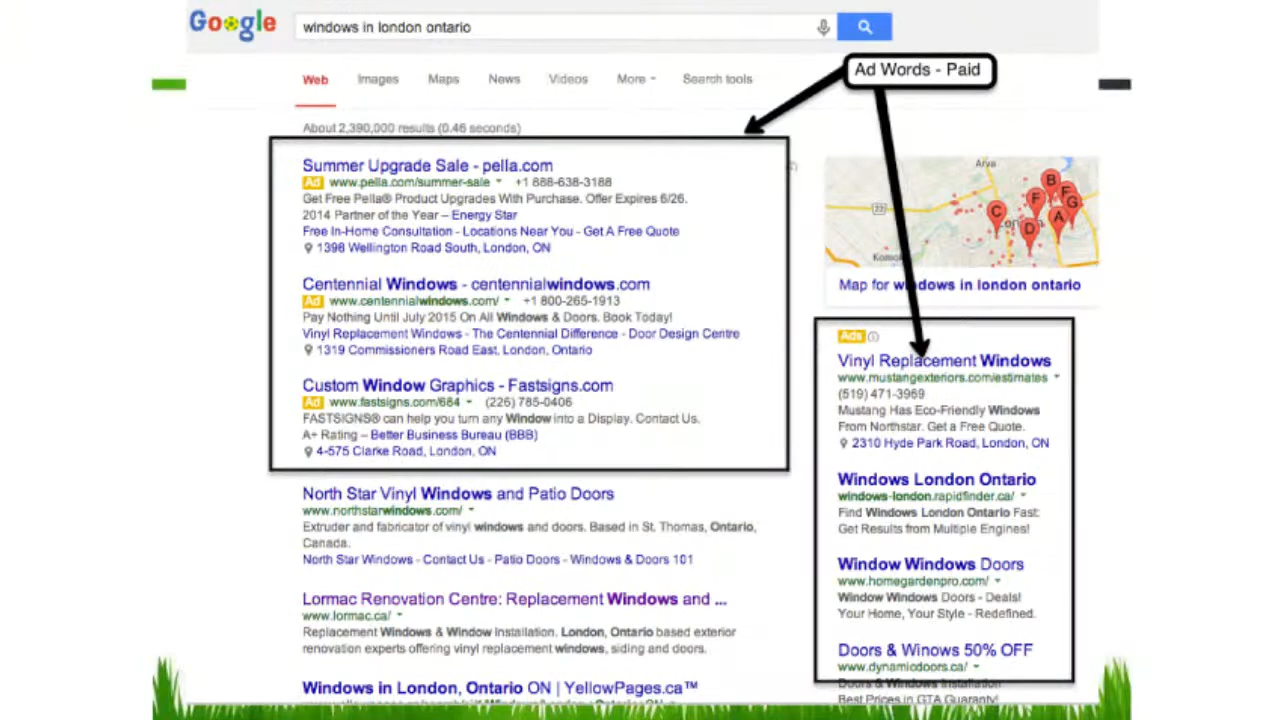 Google
windows in london ontario
Ad Words - Paid
Web Images Maps News Videos More Search tools
About 2,390,000 results (0.46 seconds)
Summer Upgrade Sale - pella.com
Ad www.pella.com/summer-sale +1 888-638-3188
Get Free Pella® Product Upgrades With Purchase. Offer Expires 6/26.
2014 Partner of the Year – Energy Star
Free In-Home Consultation - Locations Near You - Get A Free Quote
1398 Wellington Road South, London, ON
Centennial Windows - centennialwindows.com
Ad www.centennialwindows.com/ +1 800-265-1913
Pay Nothing Until July 2015 On All Windows & Doors. Book Today!
Vinyl Replacement Windows - The Centennial Difference - Door Design Centre
1319 Commissioners Road East, London, Ontario
Custom Window Graphics - Fastsigns.com
Ad www.fastsigns.com/684 (226) 785-0406
FASTSIGNS® can help you turn any Window into a Display. Contact Us.
A+ Rating – Better Business Bureau (BBB)
4-575 Clarke Road, London, ON
North Star Vinyl Windows and Patio Doors
www.northstarwindows.com/
Extruder and fabricator of vinyl windows and doors. Based in St. Thomas, Ontario,
Canada.
North Star Windows - Contact Us - Patio Doors - Windows & Doors 101
Lormac Renovation Centre: Replacement Windows and ...
www.lormac.ca/
Replacement Windows & Window Installation. London, Ontario based exterior
renovation experts offering vinyl replacement windows, siding and doors.
Windows in London, Ontario ON | YellowPages.ca™
Arva
22
B
F
F
G
C
A
D
Map for windows in london ontario
Ads
Vinyl Replacement Windows
www.mustangexteriors.com/estimates
(519) 471-3969
Mustang Has Eco-Friendly Windows
From Northstar. Get a Free Quote.
2310 Hyde Park Road, London, ON
Windows London Ontario
windows-london.rapidfinder.ca/
Find Windows London Ontario Fast:
Get Results from Multiple Engines!
Window Windows Doors
www.homegardenpro.com/
Window Windows Doors - Deals!
Your Home, Your Style - Redefined.
Doors & Winows 50% OFF
www.dynamicdoors.ca/
Doors & Windows Installation
Best Prices in GTA Guaranty!